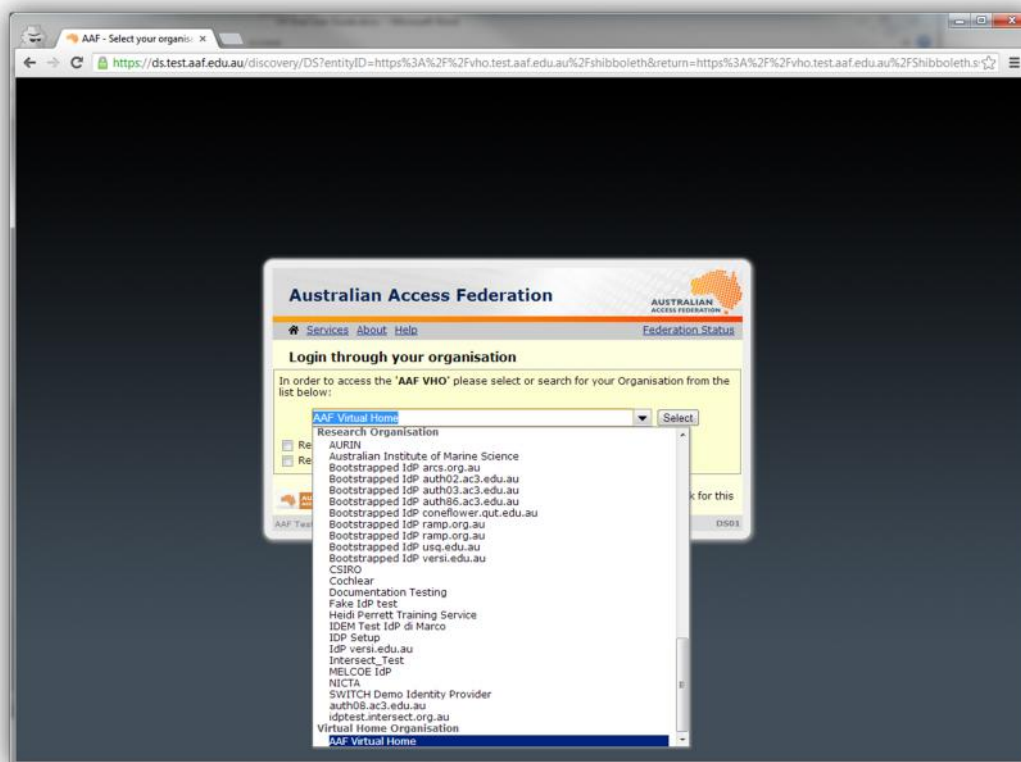 AAF - Select your organis
https://ds.test.aaf.edu.au/discovery/DS?entityID=https%3A%2F%2Fvho.test.aaf.edu.au%2Fshibboleth&return=https%3A%2F%2Fvho.test.aaf.edu.au%2FShibboleth.s
Australian Access Federation
AUSTRALIAN
ACCESS FEDERATION
Services About Help
Federation Status
Login through your organisation
In order to access the 'AAF VHO' please select or search for your Organisation from the
list below:
AAF Virtual Home
Select
Research Organisation
AURIN
Re
Australian Institute of Marine Science
Bootstrapped IdP arcs.org.au
Re
Bootstrapped IdP auth02.ac3.edu.au
Bootstrapped IdP auth03.ac3.edu.au
Bootstrapped IdP auth86.ac3.edu.au
k for this
Bootstrapped IdP coneflower.qut.edu.au
Bootstrapped IdP ramp.org.au
AAF Test
DS01
Bootstrapped IdP ramp.org.au
Bootstrapped IdP usq.edu.au
Bootstrapped IdP versi.edu.au
CSIRO
Cochlear
Documentation Testing
Fake IdP test
Heidi Perrett Training Service
IDEM Test IdP di Marco
IDP Setup
IdP versi.edu.au
Intersect_Test
MELCOE IdP
NICTA
SWITCH Demo Identity Provider
auth08.ac3.edu.au
idptest.intersect.org.au
Virtual Home Organisation
AAF Virtual Home